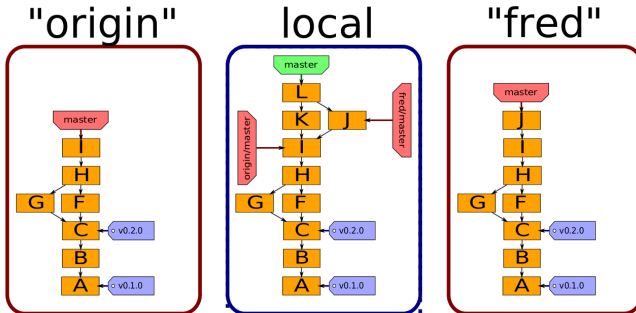 "origin"
master
I
H
G F
C v0.2.0
B
A v0.1.0
local
master
L
K J
fred/master
origin/master
I
H
G F
C v0.2.0
B
A v0.1.0
"fred"
master
J
I
H
G F
C v0.2.0
B
A v0.1.0